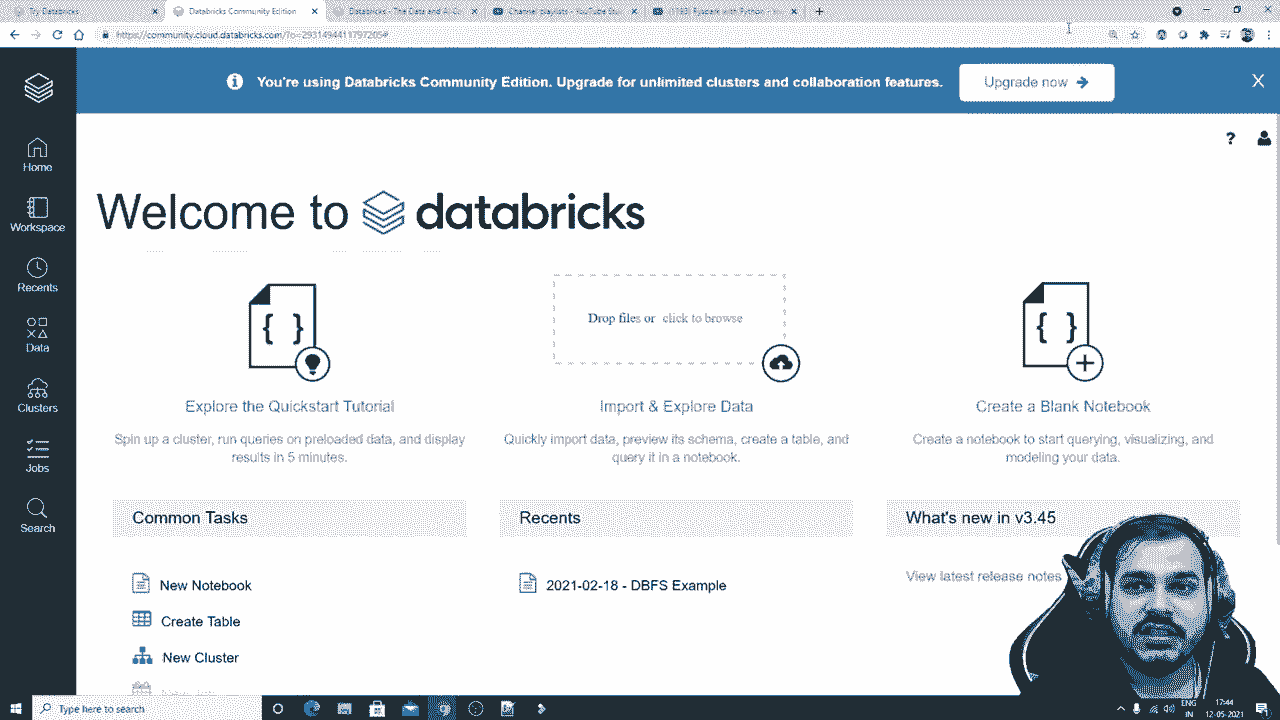 Try Databricks
Databricks Community Edition
Databricks - The Data and AI Co
Channel playlists - YouTube Stu
Pyspark with Python -
https://community.cloud.databricks.com/?o=2931494411797205#
You're using Databricks Community Edition. Upgrade for unlimited clusters and collaboration features.
Upgrade now
X
?
Home
Workspace
Recents
Data
Clusters
Jobs
Search
Welcome to databricks
{ }
Drop files or click to browse
{ }
Explore the Quickstart Tutorial
Spin up a cluster, run queries on preloaded data, and display
results in 5 minutes.
Import & Explore Data
Quickly import data, preview its schema, create a table, and
query it in a notebook.
Create a Blank Notebook
Create a notebook to start querying, visualizing, and
modeling your data.
Common Tasks
New Notebook
Create Table
New Cluster
Recents
2021-02-18 - DBFS Example
What's new in v3.45
View latest release notes
Type here to search
ENG
IN
17:44
12-05-2021